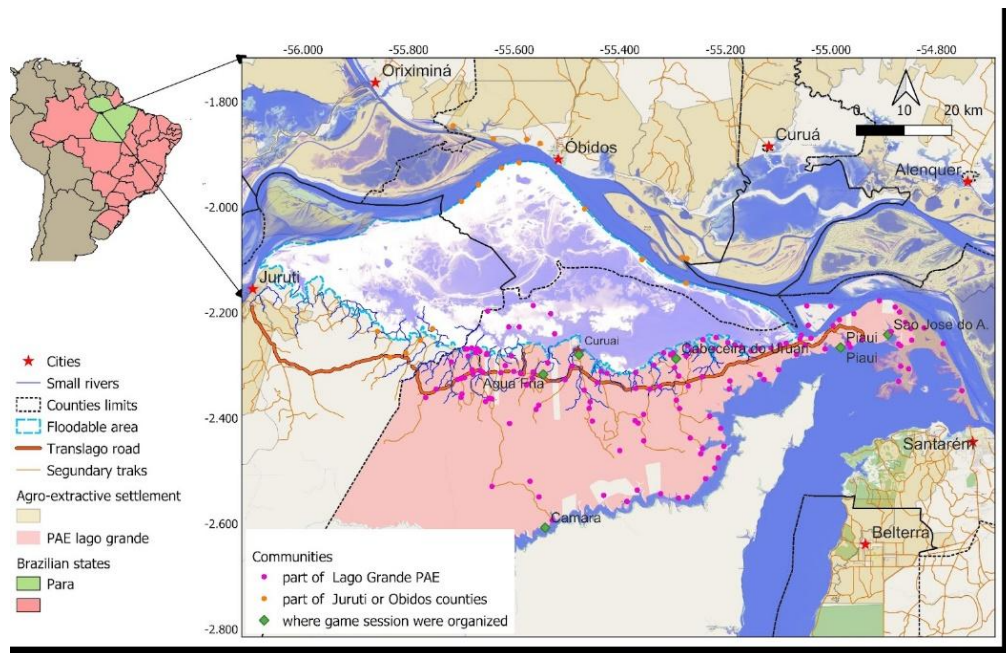 -56.000 -55.800 -55.600 -55.400 -55.200 -55.000 -54.800
Oriximiná
-1.800
0 10 20 km
Óbidos
Curuá
Alenquer
-2.000
Juruti
-2.200
Curuai
Cabeceira do Uruari
Piaui
Sao Jose do A.
Piaui
Agua Fria
-2.400
Santarém
Camara
-2.600
Belterra
-2.800
Cities
Small rivers
Counties limits
Floodable area
Translago road
Segundary traks
Agro-extractive settlement
PAE lago grande
Brazilian states
Para
Communities
part of Lago Grande PAE
part of Juruti or Obidos counties
where game session were organized